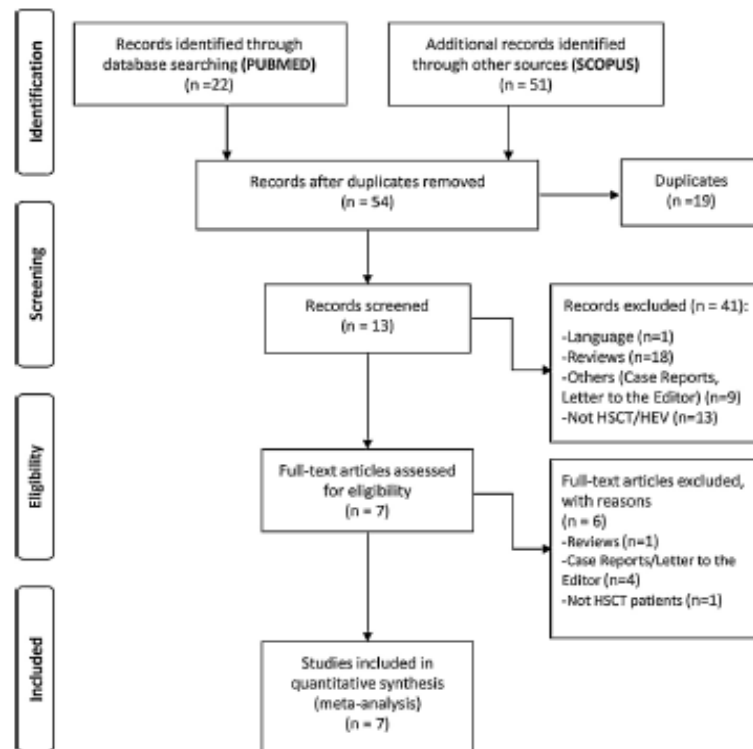 Identification
Records identified through
database searching (PUBMED)
(n =22)
Additional records identified
through other sources (SCOPUS)
(n = 51)
Records after duplicates removed
(n = 54)
Duplicates
(n =19)
Screening
Records screened
(n = 13)
Records excluded (n = 41):
-Language (n=1)
-Reviews (n=18)
-Others (Case Reports,
Letter to the Editor) (n=9)
-Not HSCT/HEV (n=13)
Eligibility
Full-text articles assessed
for eligibility
(n = 7)
Full-text articles excluded,
with reasons
(n = 6)
-Reviews (n=1)
-Case Reports/Letter to the
Editor (n=4)
-Not HSCT patients (n=1)
Included
Studies included in
quantitative synthesis
(meta-analysis)
(n = 7)